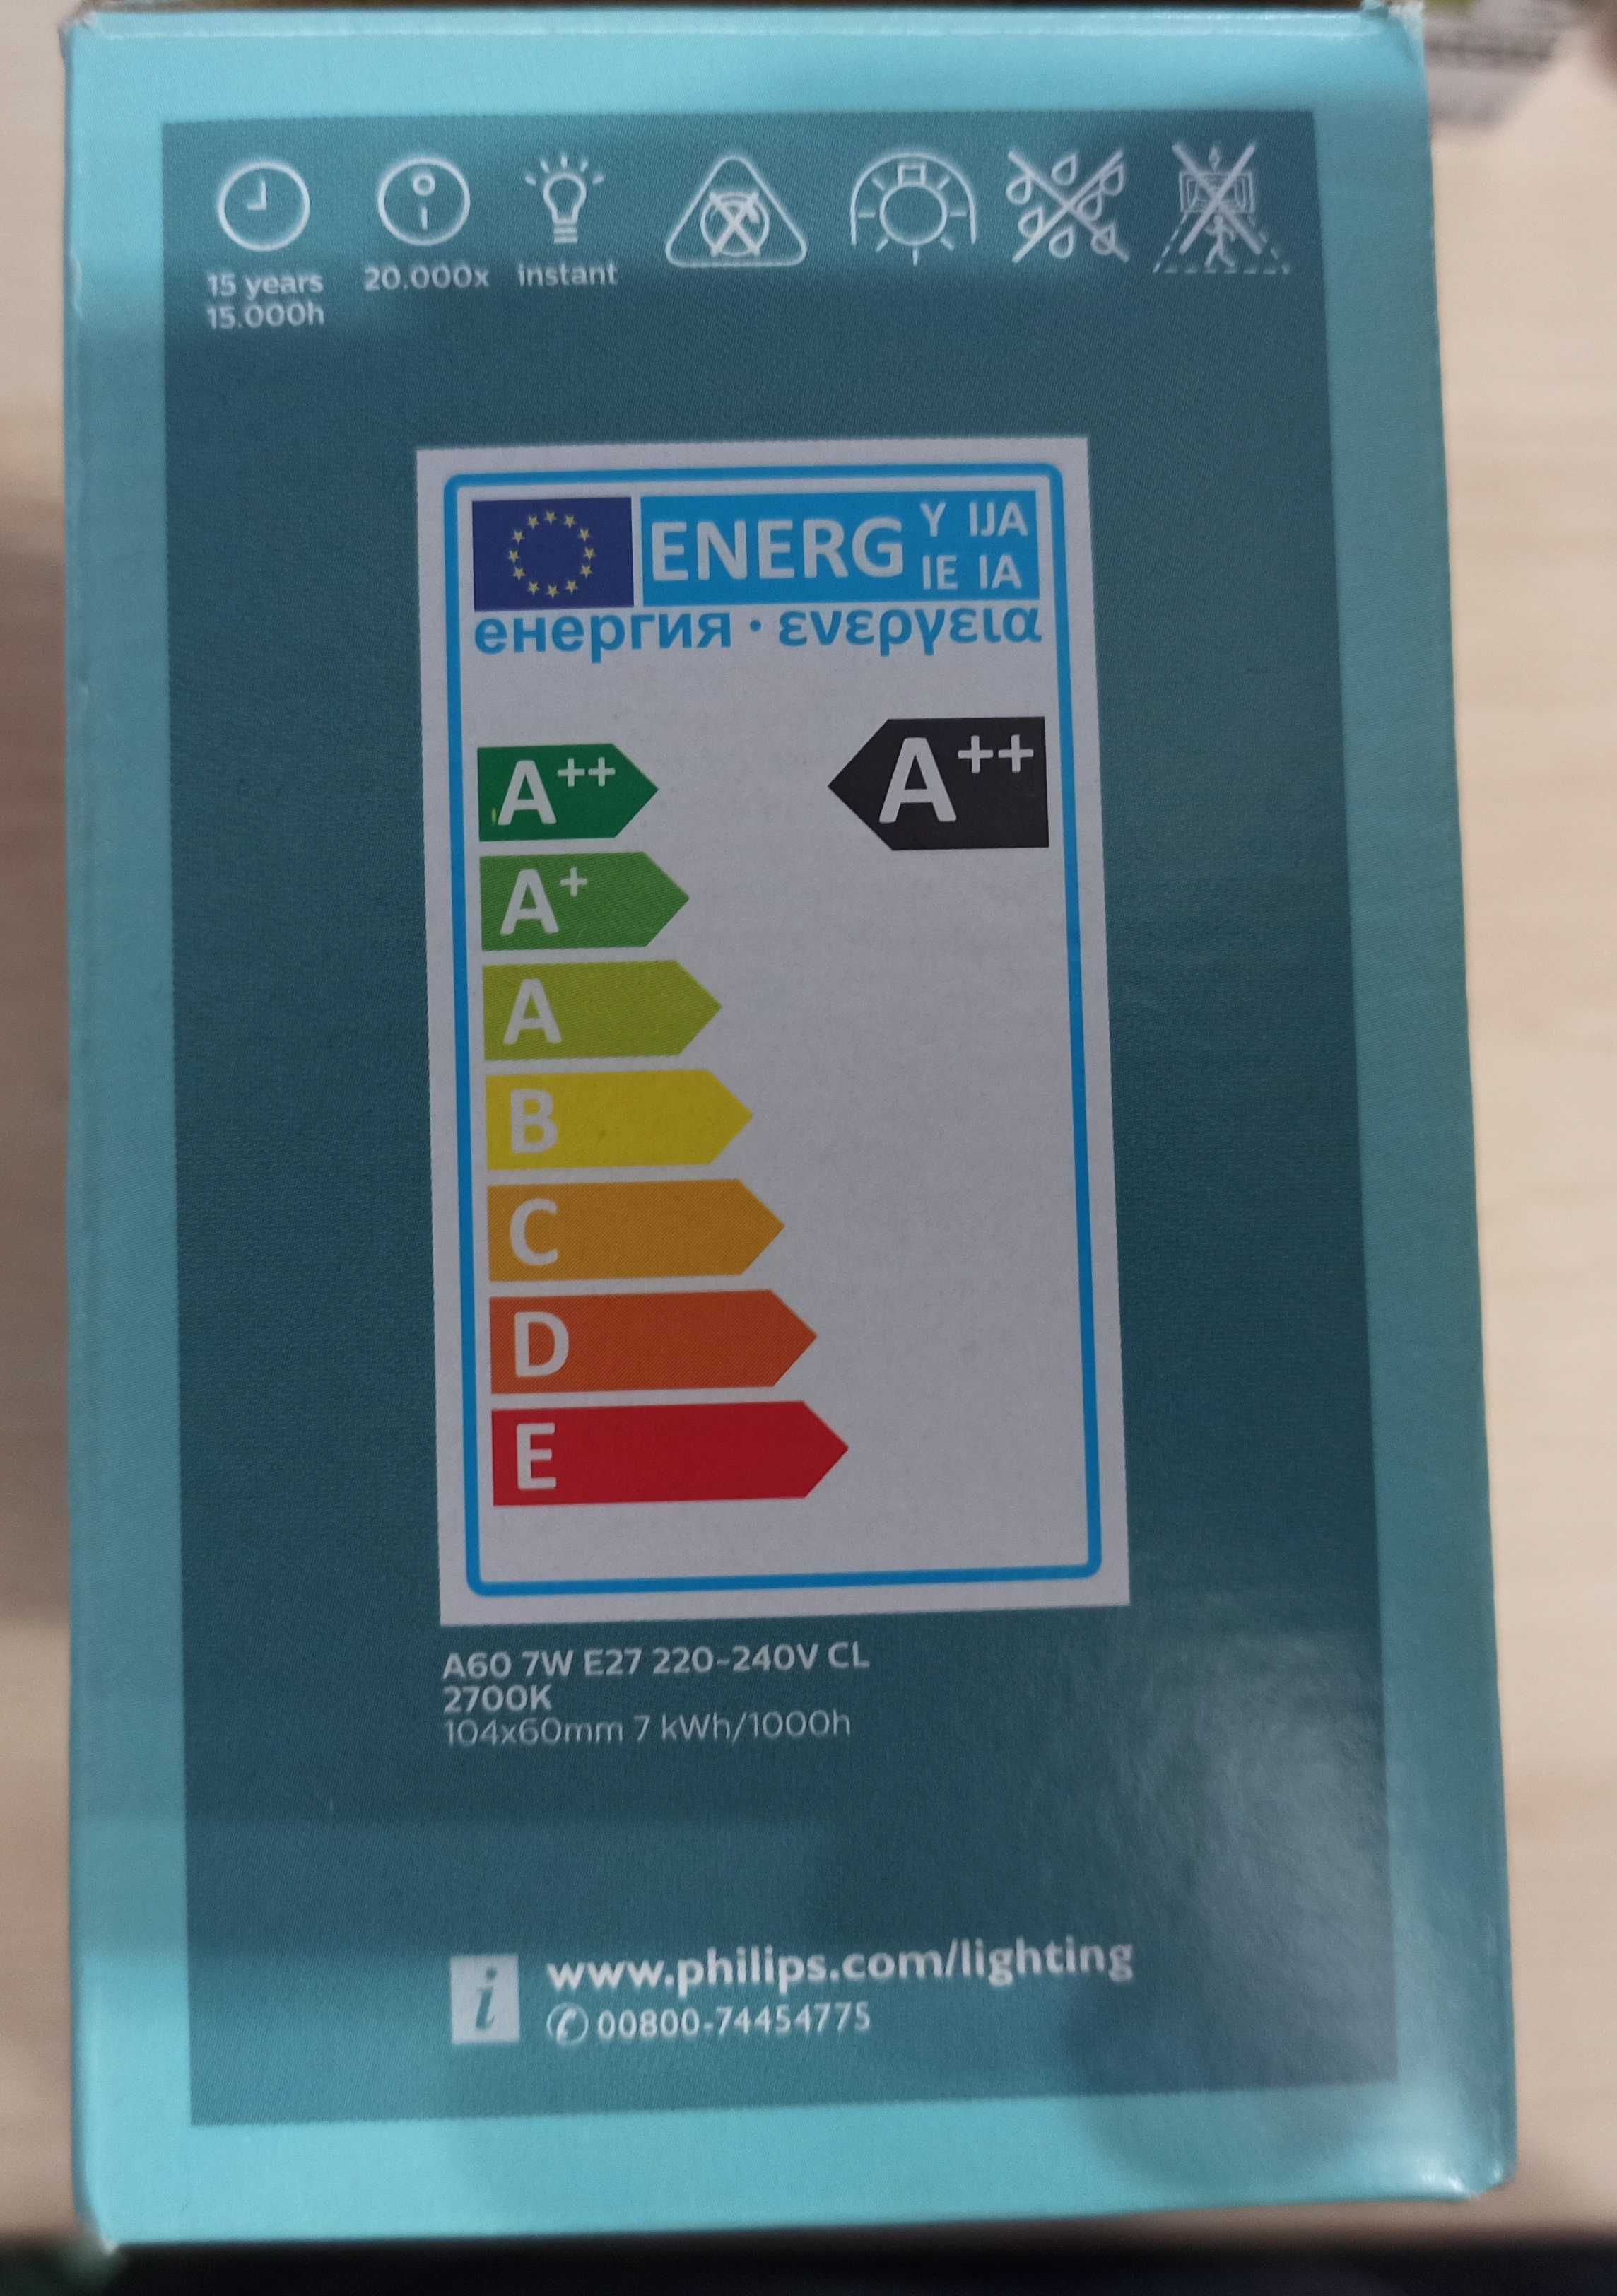 15 years
15.000h
20.000x
instant
ENERG Y IJA
IE IA
енергия · ενεργεια
A++
A++
A+
A
B
C
D
E
A60 7W E27 220-240V CL
2700K
104x60mm 7 kWh/1000h
i
www.philips.com/lighting
00800-74454775